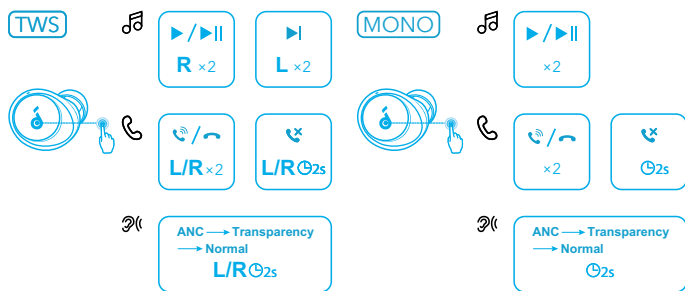 TWS
MONO
R ×2
L ×2
×2
L/R×2
L/R 2s
×2
2s
ANC → Transparency
→ Normal
L/R 2s
ANC → Transparency
→ Normal
2s